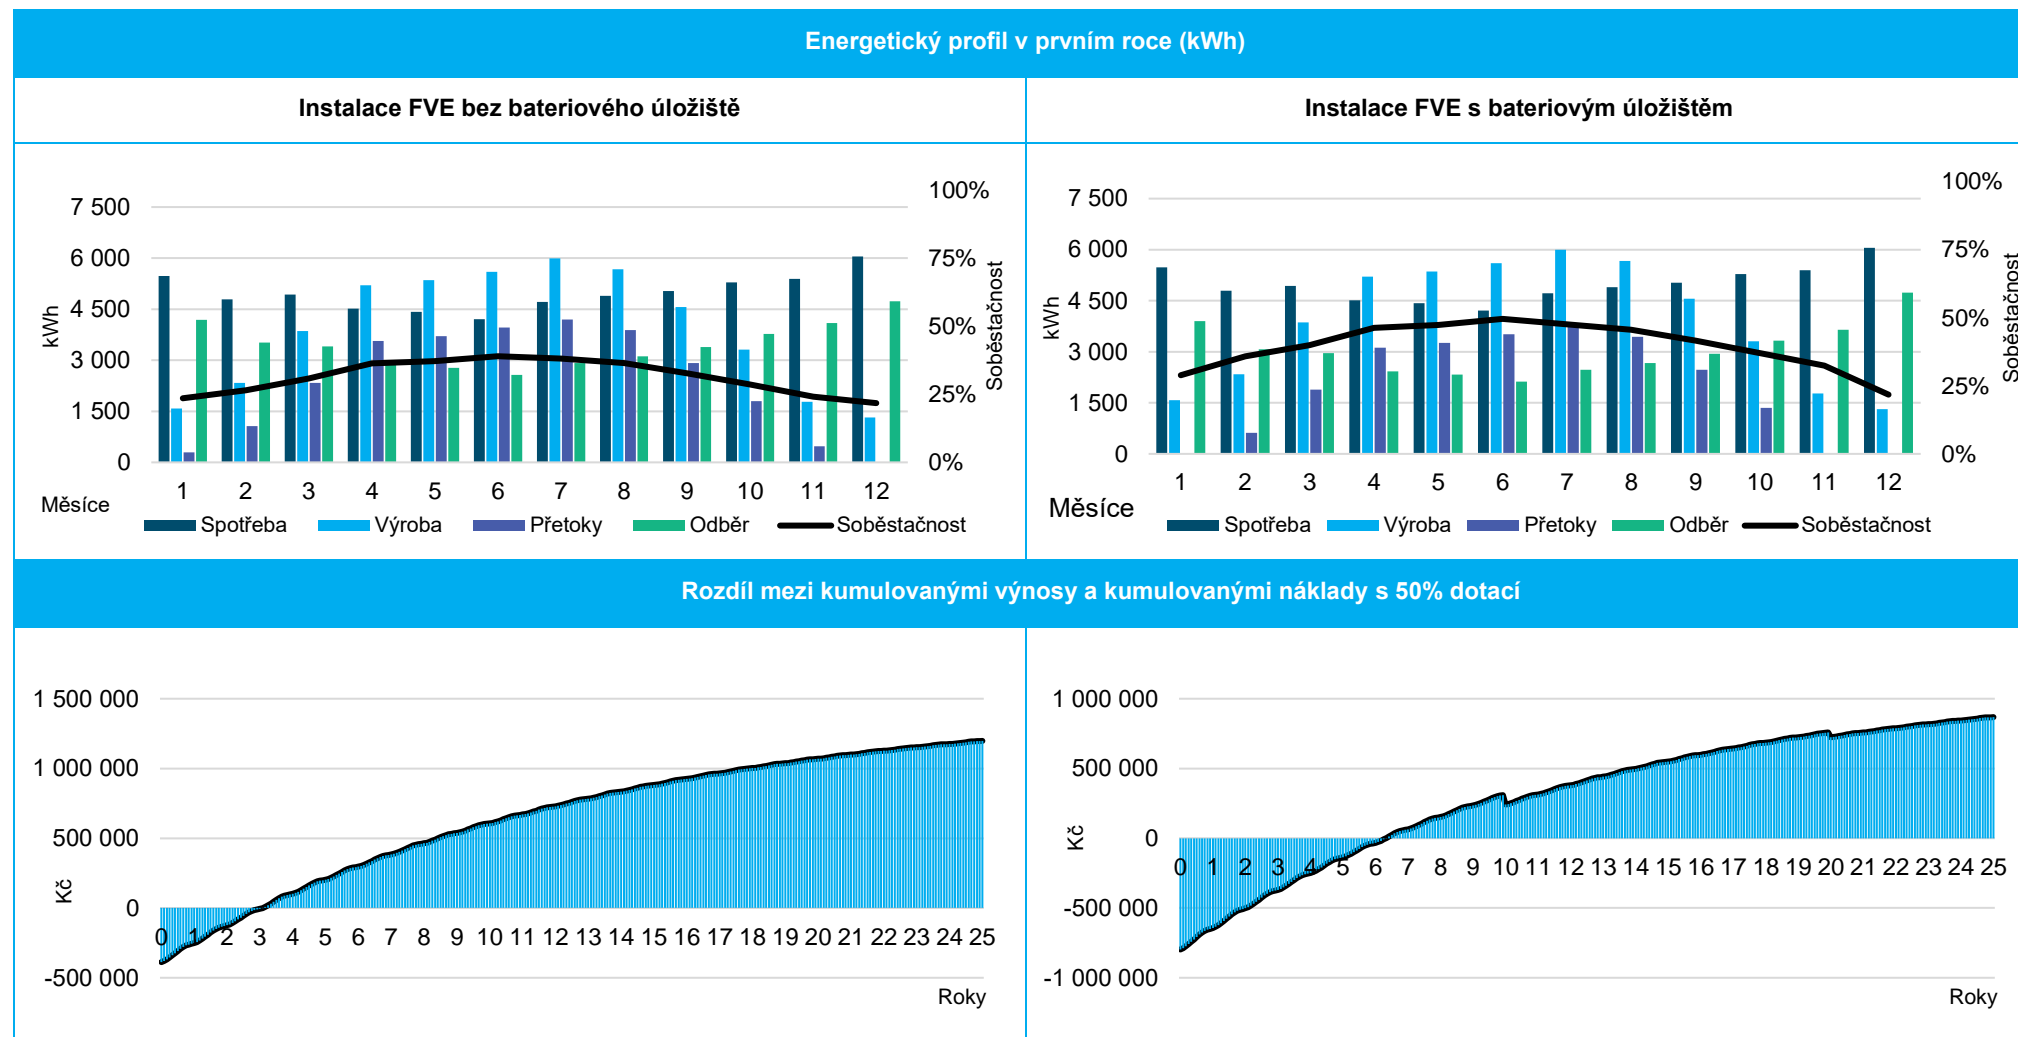 Energetický profil v prvním roce (kWh)
Instalace FVE bez bateriového úložiště
Instalace FVE s bateriovým úložištěm
7 500
6 000
4 500
3 000
1 500
0
kWh
100%
75%
50%
25%
0%
Soběstačnost
1 2 3 4 5 6 7 8 9 10 11 12
Měsíce
Spotřeba Výroba Přetoky Odběr Soběstačnost
7 500
6 000
4 500
3 000
1 500
0
kWh
100%
75%
50%
25%
0%
Soběstačnost
1 2 3 4 5 6 7 8 9 10 11 12
Měsíce
Spotřeba Výroba Přetoky Odběr Soběstačnost
Rozdíl mezi kumulovanými výnosy a kumulovanými náklady s 50% dotací
1 500 000
1 000 000
500 000
0
-500 000
Kč
0 1 2 3 4 5 6 7 8 9 10 11 12 13 14 15 16 17 18 19 20 21 22 23 24 25
Roky
1 000 000
500 000
0
-500 000
-1 000 000
Kč
0 1 2 3 4 5 6 7 8 9 10 11 12 13 14 15 16 17 18 19 20 21 22 23 24 25
Roky